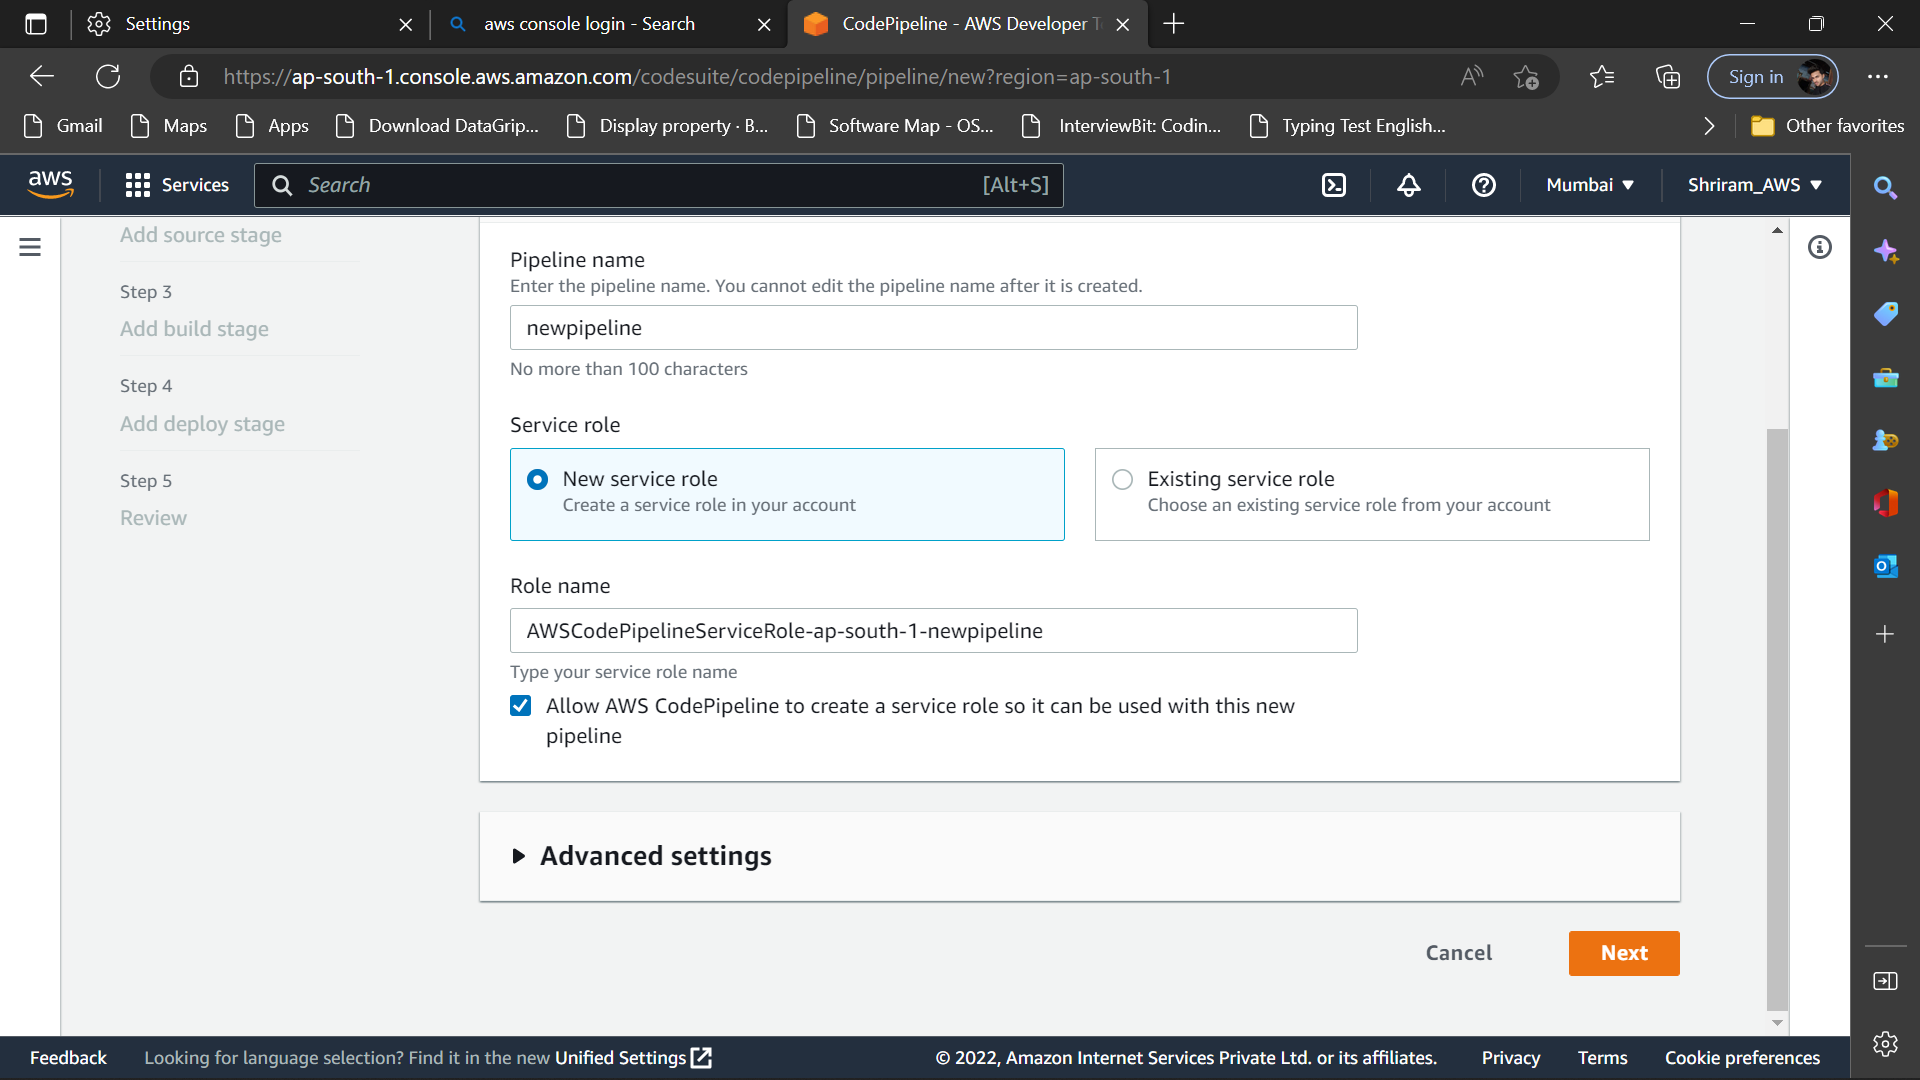 Settings
aws console login - Search
CodePipeline - AWS Developer T
https://ap-south-1.console.aws.amazon.com/codesuite/codepipeline/pipeline/new?region=ap-south-1
Sign in
Gmail
Maps
Apps
Download DataGrip...
Display property · B...
Software Map - OS...
InterviewBit: Codin...
Typing Test English...
Other favorites
aws
Services
Search
[Alt+S]
Mumbai
Shriram_AWS
Add source stage
Step 3
Add build stage
Step 4
Add deploy stage
Step 5
Review
Pipeline name
Enter the pipeline name. You cannot edit the pipeline name after it is created.
newpipeline
No more than 100 characters
Service role
New service role
Create a service role in your account
Existing service role
Choose an existing service role from your account
Role name
AWSCodePipelineServiceRole-ap-south-1-newpipeline
Type your service role name
Allow AWS CodePipeline to create a service role so it can be used with this new
pipeline
Advanced settings
Cancel
Next
Feedback
Looking for language selection? Find it in the new Unified Settings
© 2022, Amazon Internet Services Private Ltd. or its affiliates.
Privacy
Terms
Cookie preferences